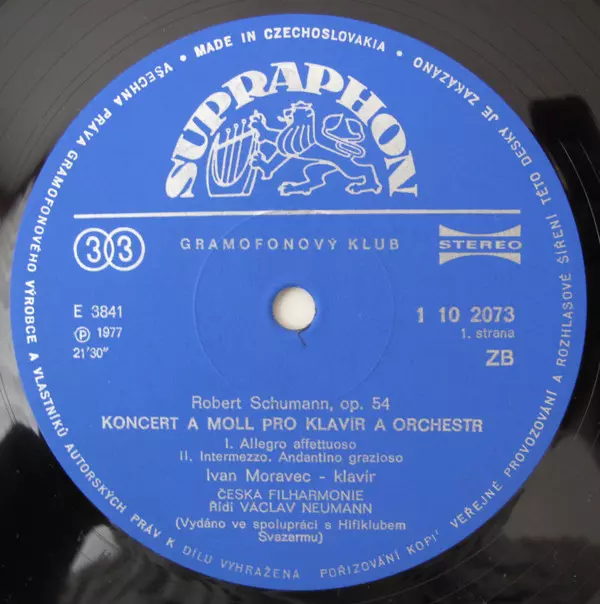 VŠECHNA PRÁVA GRAMOFONOVÉHO VÝROBCE A VLASTNÍKŮ AUTORSKÝCH PRÁV K DÍLU VYHRAŽENA
• MADE IN CZECHOSLOVAKIA •
POŘIZOVÁNÍ KOPIÍ VEŘEJNÉ PROVOZOVÁNÍ A ROZHLASOVÉ ŠÍŘENÍ TÉTO DESKY JE ZAKÁZÁNO
SUPRAPHON
33
GRAMOFONOVÝ KLUB
STEREO
E 3841
℗ 1977
21'30"
1 10 2073
1. strana
ZB
Robert Schumann, op. 54
KONCERT A MOLL PRO KLAVÍR A ORCHESTR
I. Allegro affettuoso
II. Intermezzo. Andantino grazioso
Ivan Moravec - klavír
ČESKÁ FILHARMONIE
Řídí VÁCLAV NEUMANN
(Vydáno ve spolupráci s Hifiklubem
Svazarmu)